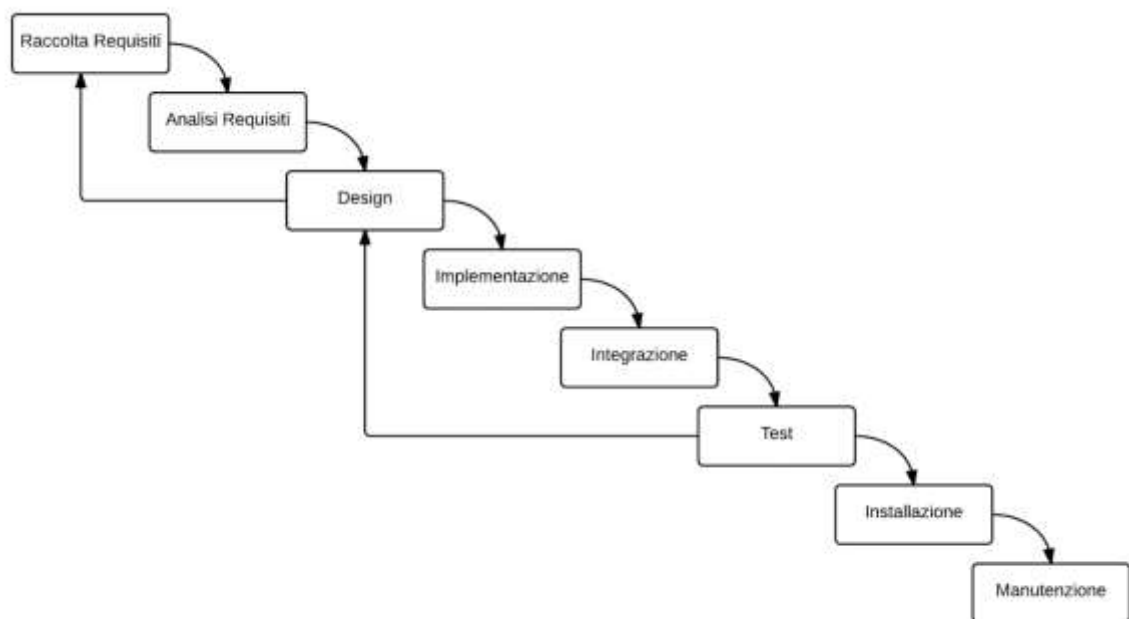 Raccolta Requisiti
Analisi Requisiti
Design
Implementazione
Integrazione
Test
Installazione
Manutenzione